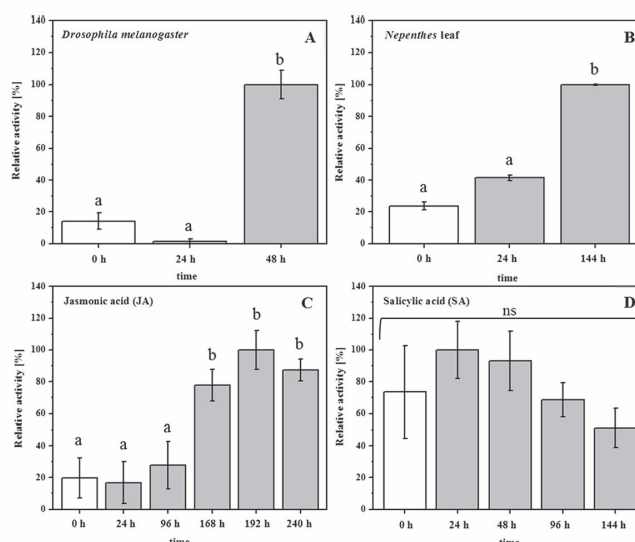 Drosophila melanogaster
A
Relative activity [%]
140
120
100
80
60
40
20
0
a
a
b
0 h
24 h
48 h
time
Nepenthes leaf
B
Relative activity [%]
140
120
100
80
60
40
20
0
a
a
b
0 h
24 h
144 h
time
Jasmonic acid (JA)
C
Relative activity [%]
140
120
100
80
60
40
20
0
a
a
a
b
b
b
0 h
24 h
96 h
168 h
192 h
240 h
time
Salicylic acid (SA)
D
ns
Relative activity [%]
140
120
100
80
60
40
20
0
0 h
24 h
48 h
96 h
144 h
time